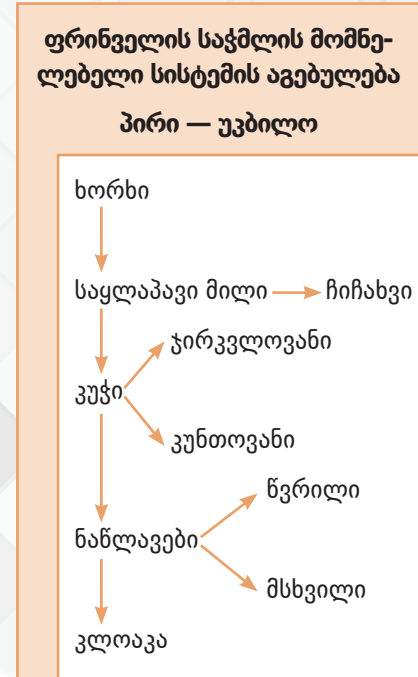 ფრინველის საჭმლის მომნე-
ლებელი სისტემის აგებულება
პირი — უკბილო
ხორხი
საყლაპავი მილი
ჩიჩახვი
ჯირკვლოვანი
კუჭი
კუნთოვანი
წვრილი
ნაწლავები
მსხვილი
კლოაკა